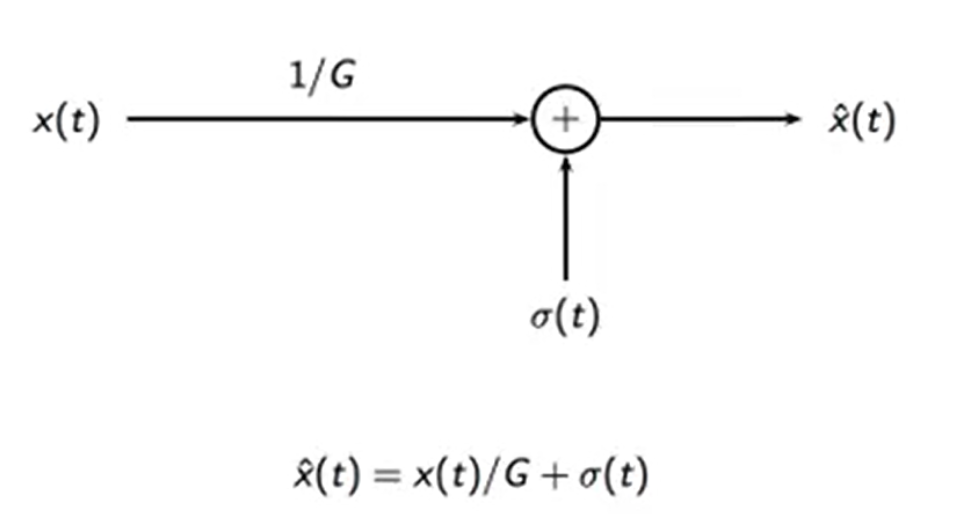 1/G
x(t) + x̂(t)
σ(t)
x̂(t) = x(t)/G + σ(t)